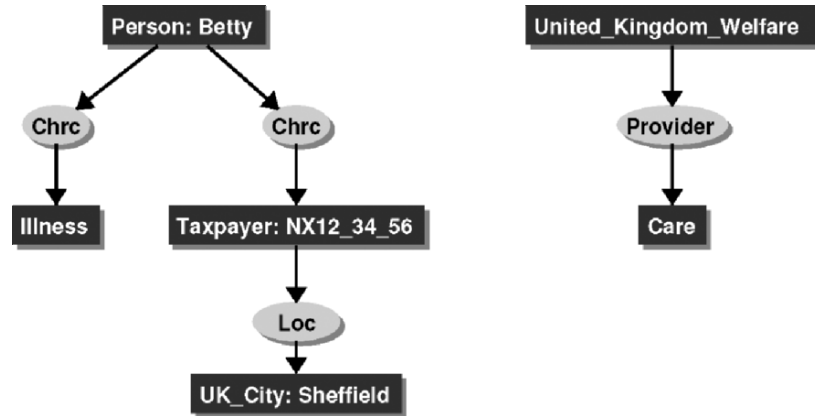 Person: Betty
United_Kingdom_Welfare
Chrc
Chrc
Provider
Illness
Taxpayer: NX12_34_56
Care
Loc
UK_City: Sheffield